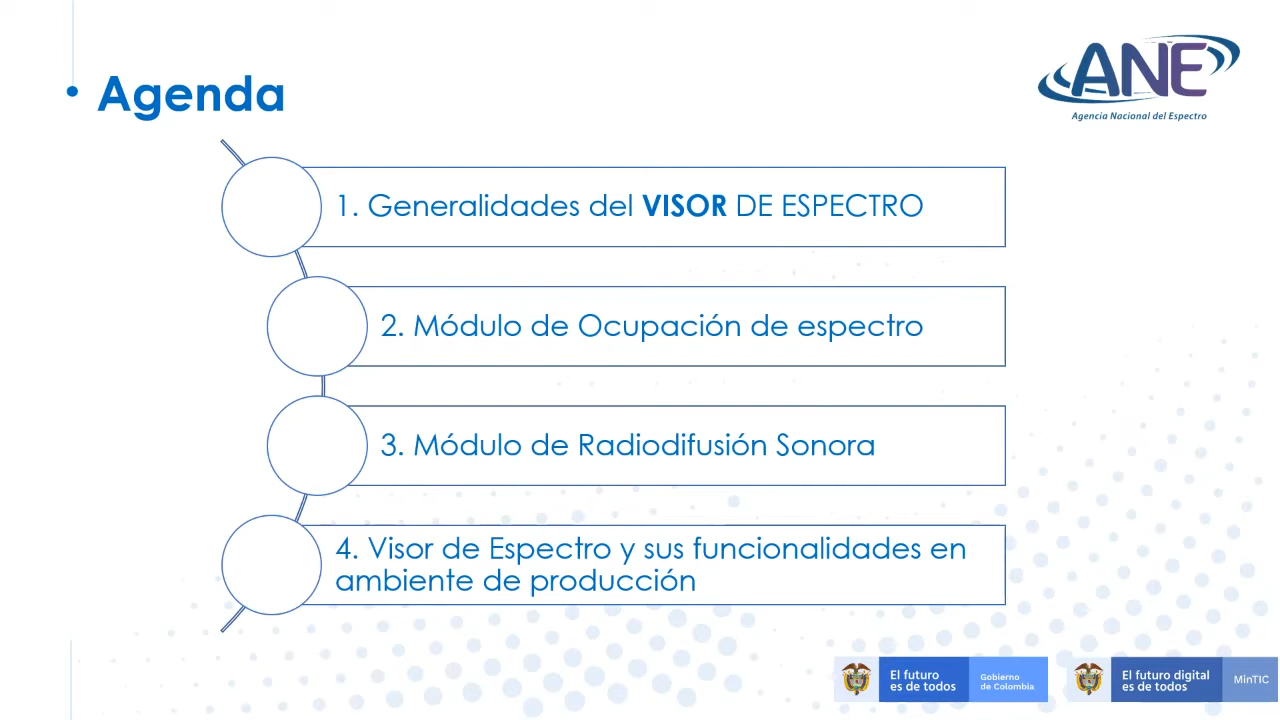 • Agenda
ANE
Agencia Nacional del Espectro
1. Generalidades del VISOR DE ESPECTRO
2. Módulo de Ocupación de espectro
3. Módulo de Radiodifusión Sonora
4. Visor de Espectro y sus funcionalidades en
ambiente de producción
El futuro
es de todos
Gobierno
de Colombia
El futuro digital
es de todos
MinTIC